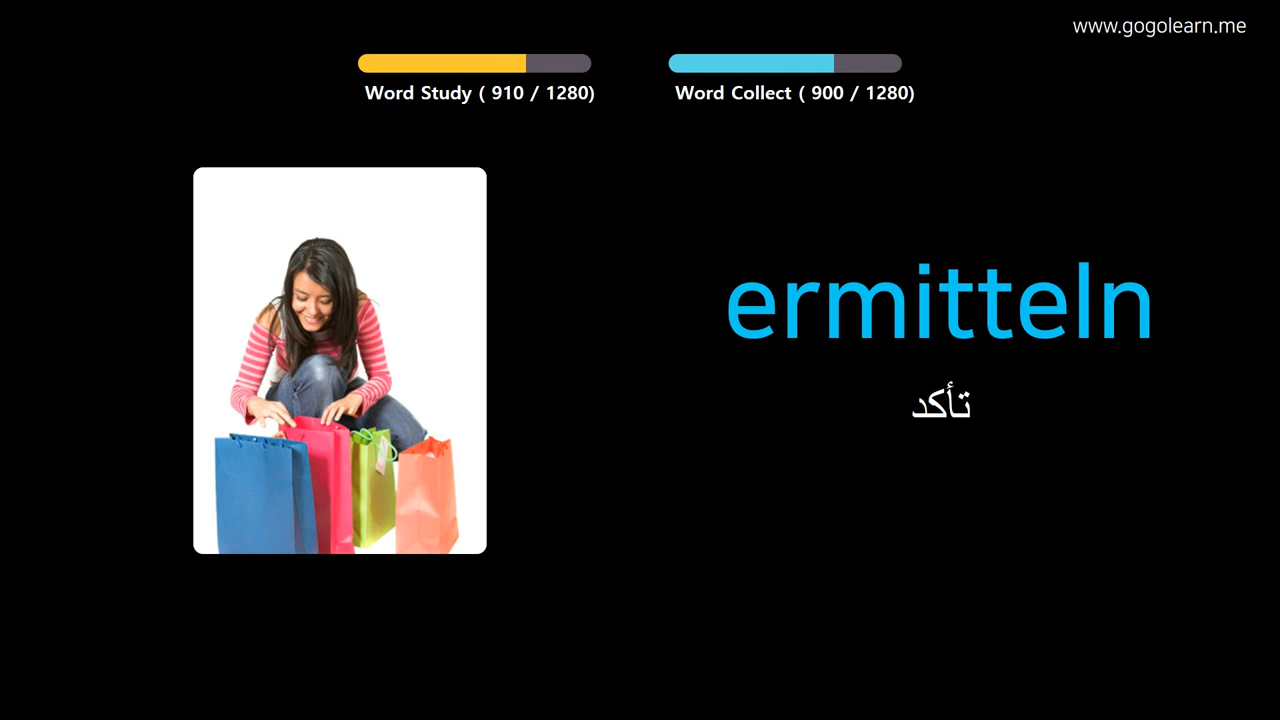 www.gogolearn.me
Word Study ( 910 / 1280)
Word Collect ( 900 / 1280)
ermitteln
تأكد